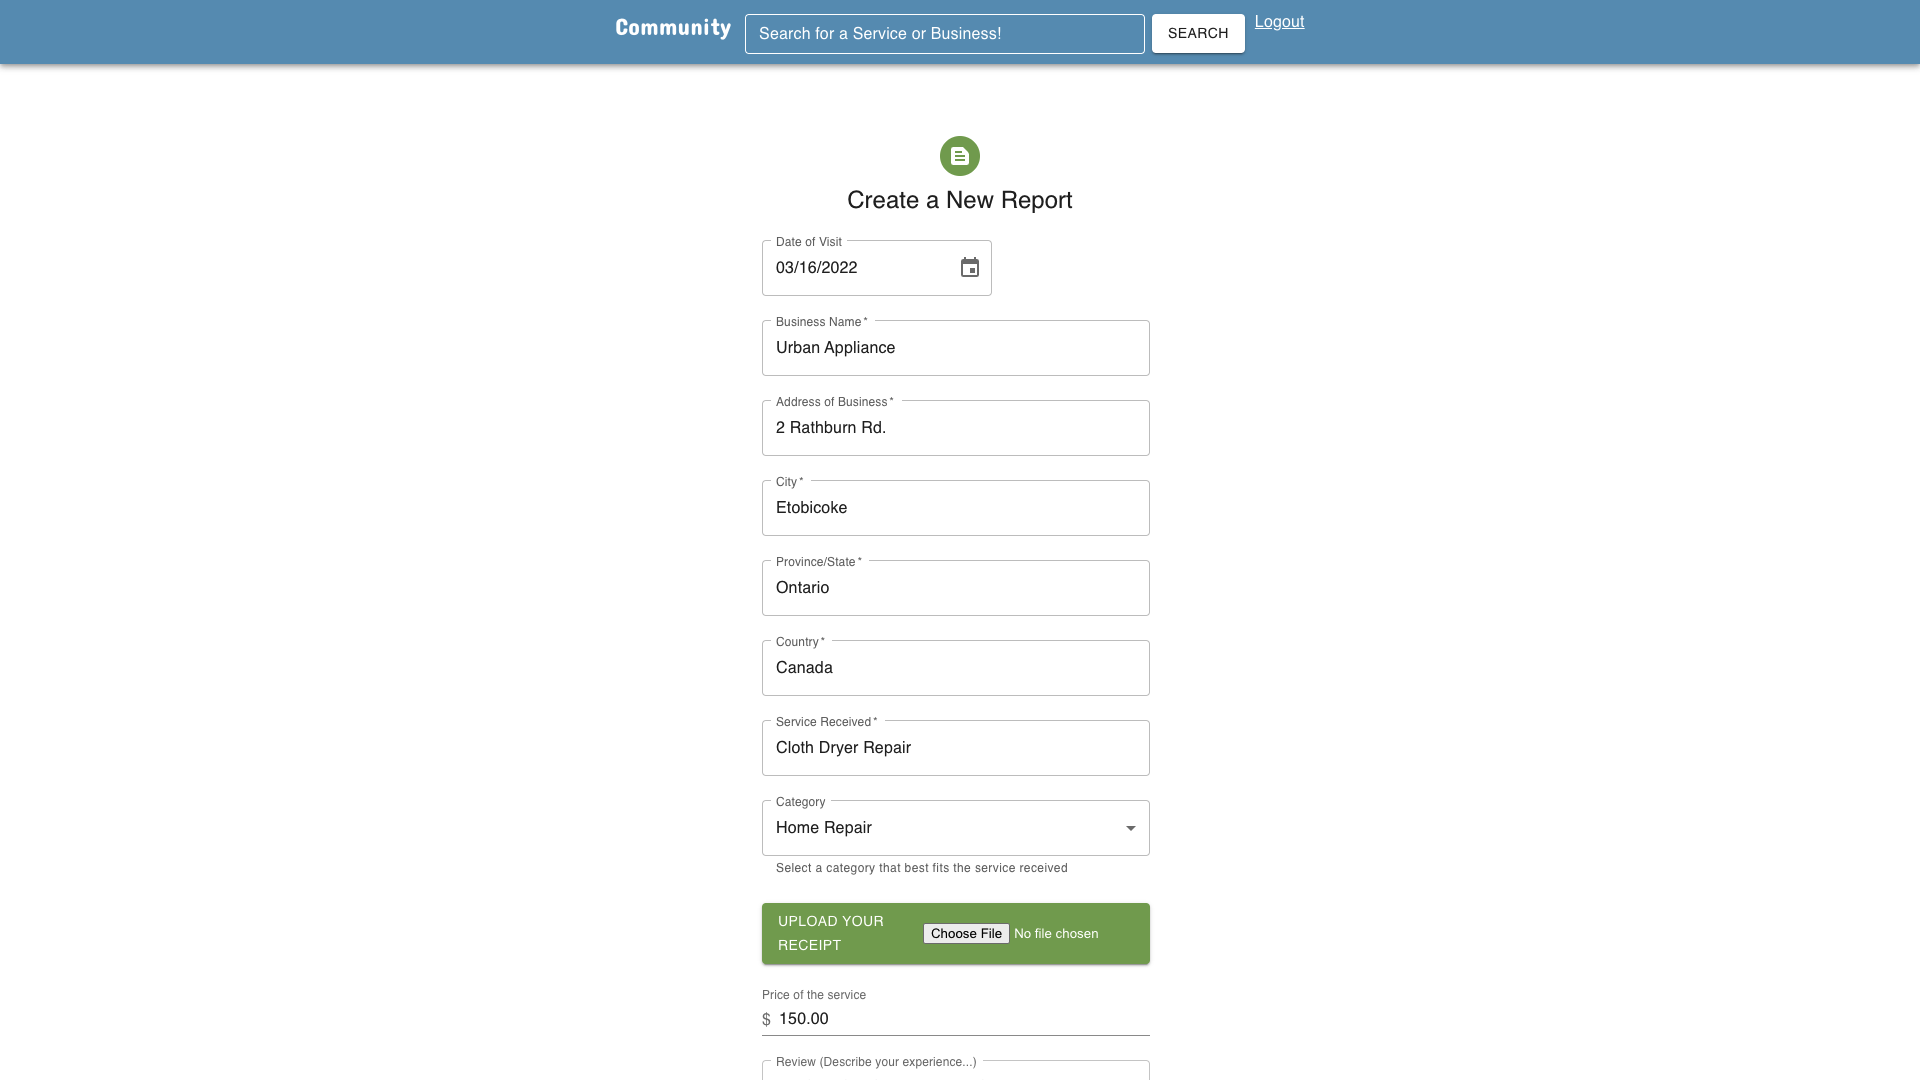 Community
Search for a Service or Business!
SEARCH
Logout
Create a New Report
Date of Visit
03/16/2022
Business Name *
Urban Appliance
Address of Business *
2 Rathburn Rd.
City *
Etobicoke
Province/State *
Ontario
Country *
Canada
Service Received *
Cloth Dryer Repair
Category
Home Repair
Select a category that best fits the service received
UPLOAD YOUR
RECEIPT
Choose File No file chosen
Price of the service
$ 150.00
Review (Describe your experience...)